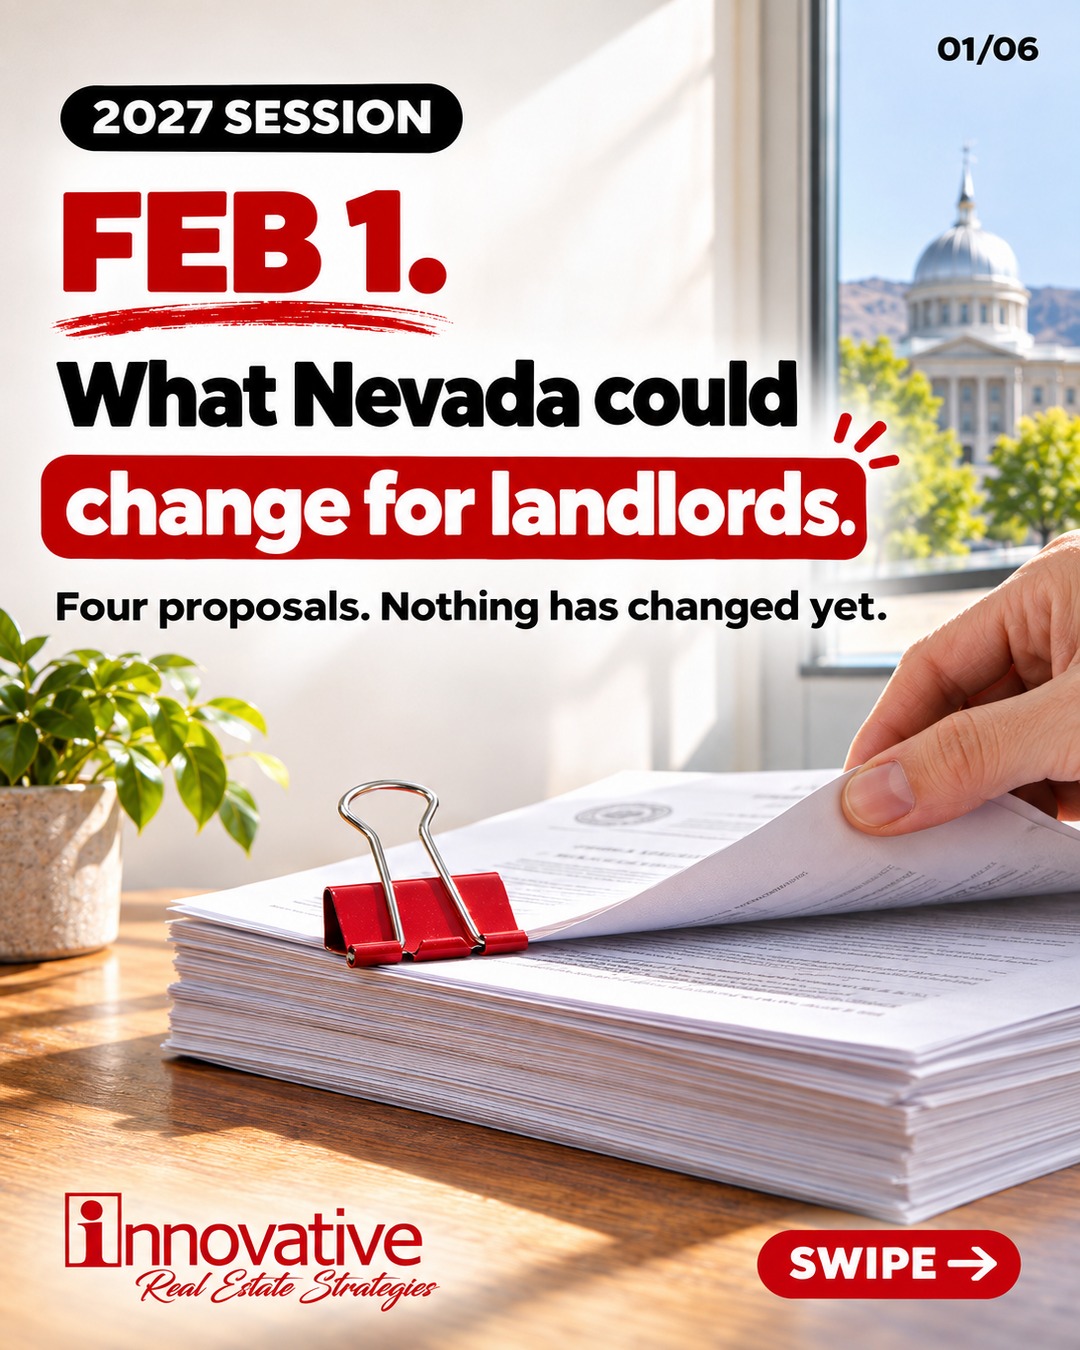 01/06
2027 SESSION
FEB 1.
What Nevada could
change for landlords.
Four proposals. Nothing has changed yet.
innovative
Real Estate Strategies
SWIPE →